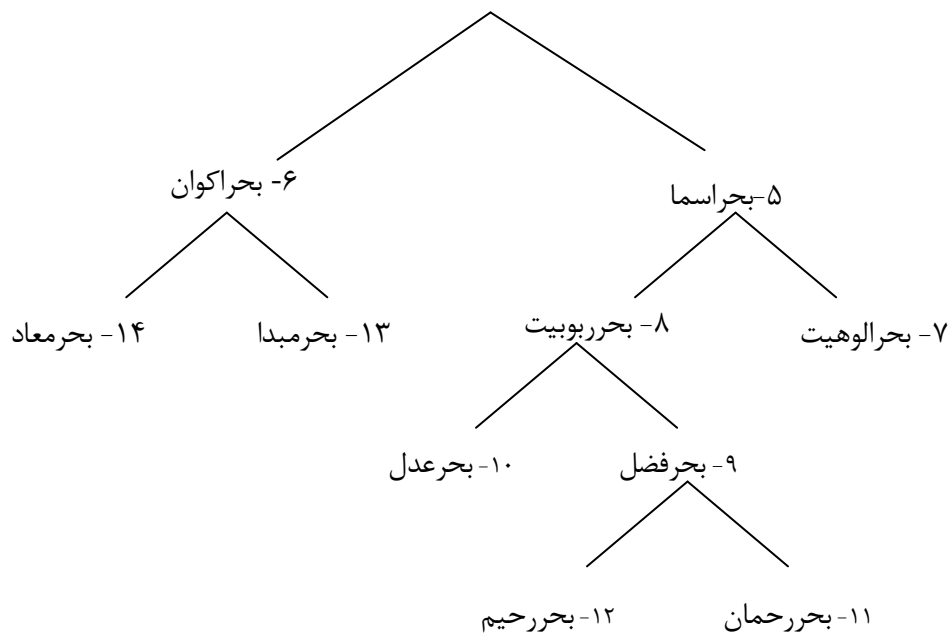 ۵-بحراسما
۶- بحراکوان
۷- بحرالوهیت
۸- بحرربوبیت
۱۳- بحرمبدا
۱۴- بحرمعاد
۹- بحرفضل
۱۰- بحرعدل
۱۱- بحررحمان
۱۲- بحررحیم